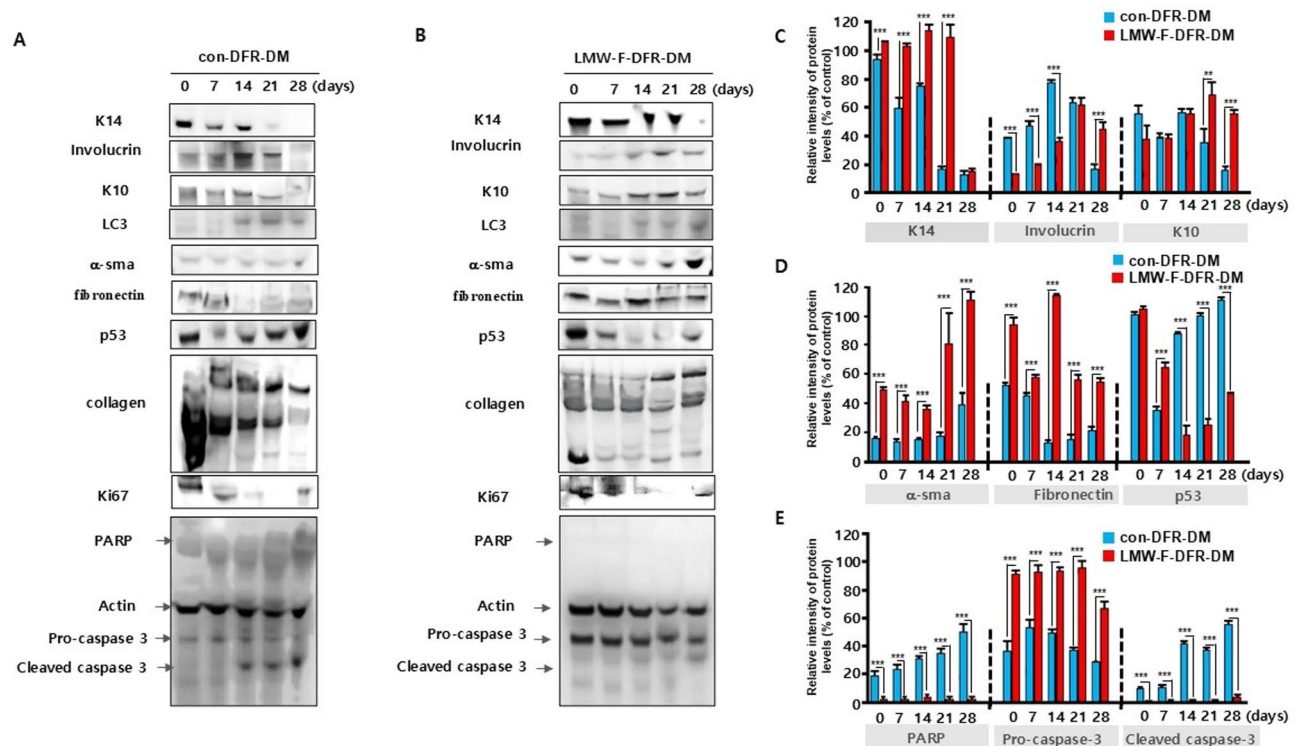 A
con-DFR-DM
0 7 14 21 28 (days)
K14
Involucrin
K10
LC3
α-sma
fibronectin
p53
collagen
Ki67
PARP
Actin
Pro-caspase 3
Cleaved caspase 3
B
LMW-F-DFR-DM
0 7 14 21 28 (days)
K14
Involucrin
K10
LC3
α-sma
fibronectin
p53
collagen
Ki67
PARP
Actin
Pro-caspase 3
Cleaved caspase 3
C
con-DFR-DM
LMW-F-DFR-DM
Relative intensity of protein
levels (% of control)
120
100
80
60
40
20
0
*** *** *** *** *** *** *** *** ** ***
0 7 14 21 28 0 7 14 21 28 0 7 14 21 28 (days)
K14 Involucrin K10
D
con-DFR-DM
LMW-F-DFR-DM
Relative intensity of protein
levels (% of control)
120
100
80
60
40
20
0
*** *** *** *** *** *** *** *** *** *** *** *** *** ***
0 7 14 21 28 0 7 14 21 28 0 7 14 21 28 (days)
α-sma Fibronectin p53
E
con-DFR-DM
LMW-F-DFR-DM
Relative intensity of protein
levels (% of control)
120
100
80
60
40
20
0
*** *** *** *** *** *** *** *** *** *** *** *** *** *** ***
0 7 14 21 28 0 7 14 21 28 0 7 14 21 28 (days)
PARP Pro-caspase-3 Cleaved caspase-3